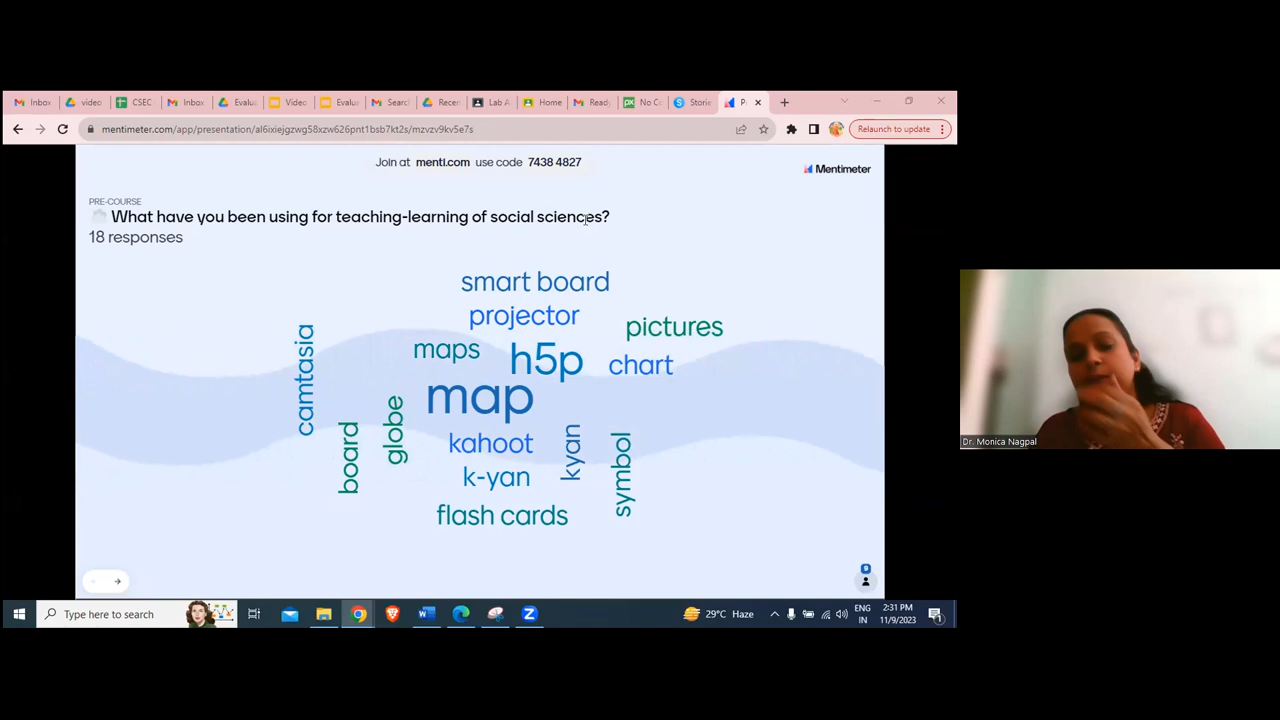 Inbox
video
CSEC
Inbox
Evalu
Video
Evalu
Searc
Recen
Lab A
Home
Ready
No Co
Storie
P
mentimeter.com/app/presentation/al6ixiejgzwg58xzw626pnt1bsb7kt2s/mzvzv9kv5e7s
Relaunch to update
Join at menti.com use code 7438 4827
Mentimeter
PRE-COURSE
What have you been using for teaching-learning of social sciences?
18 responses
smart board
projector
pictures
maps
h5p
chart
camtasia
map
globe
board
kahoot
kyan
symbol
k-yan
flash cards
9
Dr. Monica Nagpal
Type here to search
29°C Haze
ENG
IN
2:31 PM
11/9/2023
1